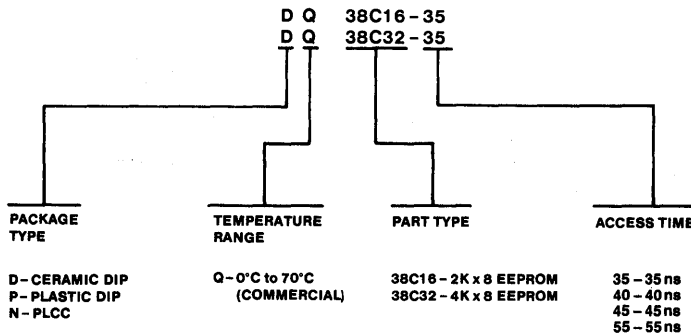 D Q 38C16-35
D Q 38C32-35
PACKAGE TYPE
D-CERAMIC DIP
P-PLASTIC DIP
N-PLCC
TEMPERATURE RANGE
Q-0°C to 70°C
(COMMERCIAL)
PART TYPE
38C16-2K x 8 EEPROM
38C32-4K x 8 EEPROM
ACCESS TIME
35-35ns
40-40ns
45-45ns
55-55ns